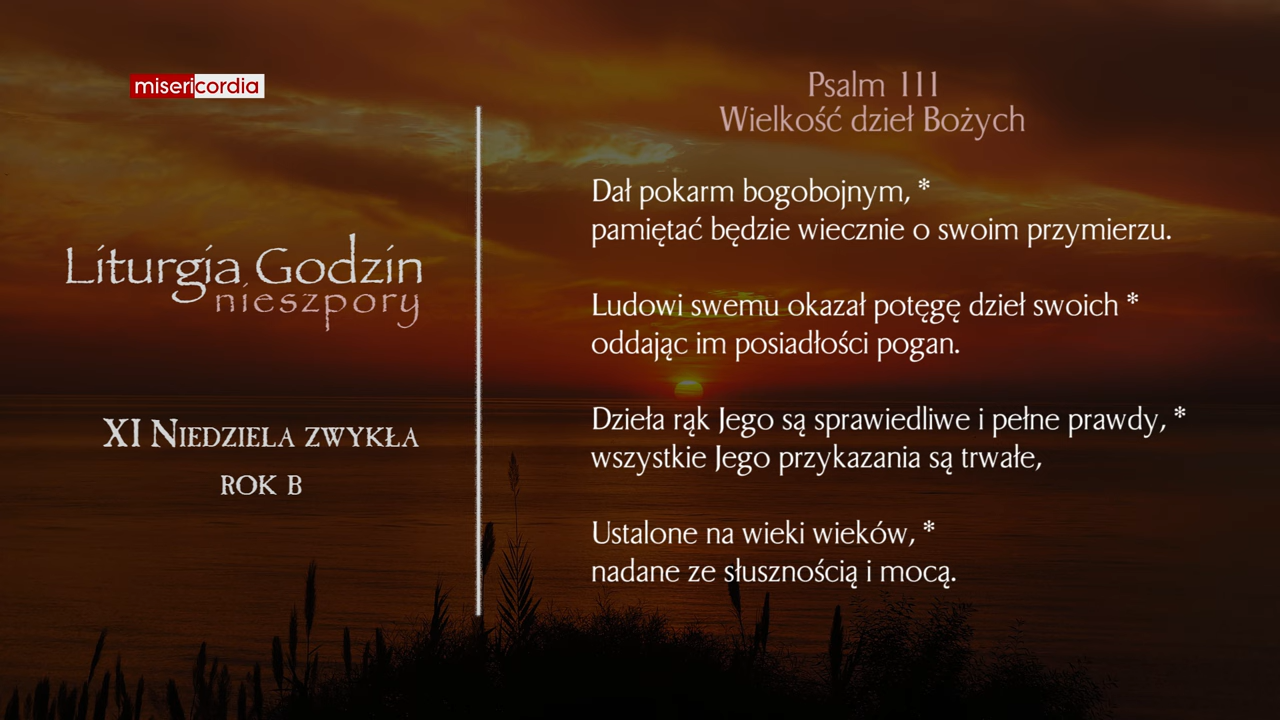 misericordia
Liturgia Godzin
nieszpory
XI Niedziela zwykła
rok B
Psalm 111
Wielkość dzieł Bożych
Dał pokarm bogobojnym, *
pamiętać będzie wiecznie o swoim przymierzu.
Ludowi swemu okazał potęgę dzieł swoich *
oddając im posiadłości pogan.
Dzieła rąk Jego są sprawiedliwe i pełne prawdy, *
wszystkie Jego przykazania są trwałe,
Ustalone na wieki wieków, *
nadane ze słusznością i mocą.